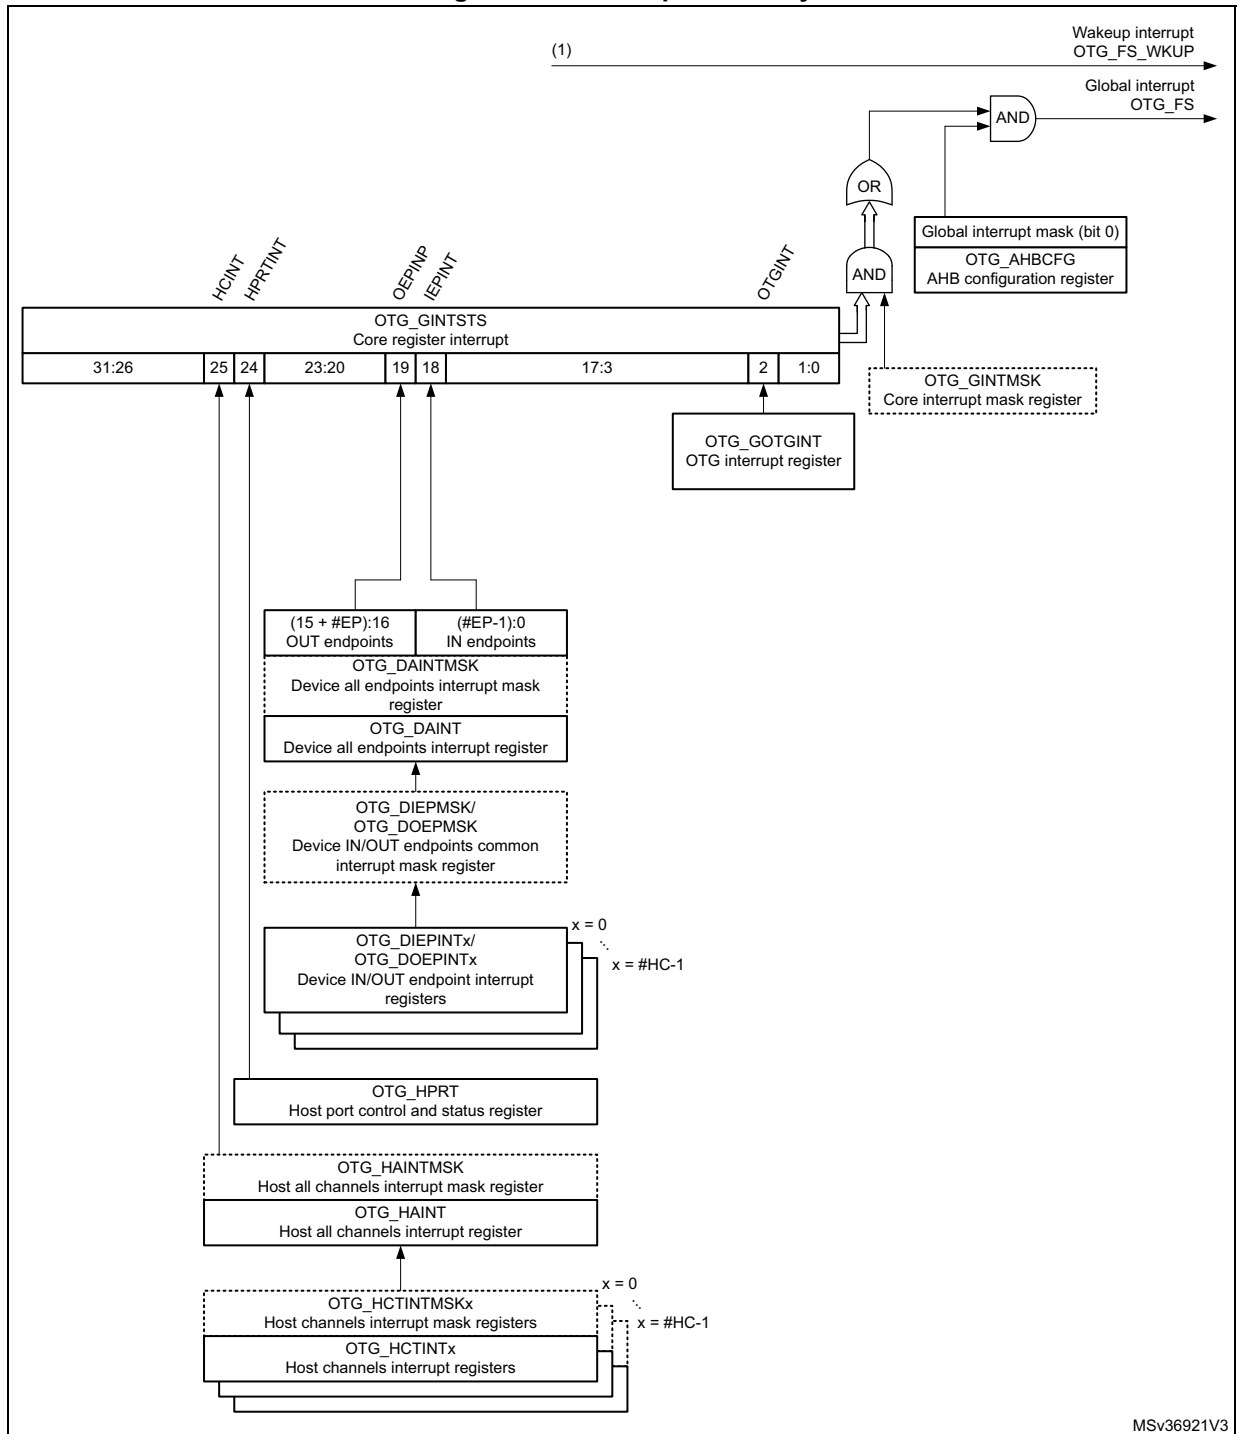 (1)
Wakeup interrupt
OTG_FS_WKUP
Global interrupt
OTG_FS
AND
OR
Global interrupt mask (bit 0)
OTG_AHBCFG
AHB configuration register
AND
HCINT
HPRTINT
OEPINP
IEPINT
OTGINT
OTG_GINTSTS
Core register interrupt
31:26 25 24 23:20 19 18 17:3 2 1:0
OTG_GINTMSK
Core interrupt mask register
OTG_GOTGINT
OTG interrupt register
(15 + #EP):16
OUT endpoints
(#EP-1):0
IN endpoints
OTG_DAINTMSK
Device all endpoints interrupt mask
register
OTG_DAINT
Device all endpoints interrupt register
OTG_DIEPMSK/
OTG_DOEPMSK
Device IN/OUT endpoints common
interrupt mask register
x = 0
x = #HC-1
OTG_DIEPINTx/
OTG_DOEPINTx
Device IN/OUT endpoint interrupt
registers
OTG_HPRT
Host port control and status register
OTG_HAINTMSK
Host all channels interrupt mask register
OTG_HAINT
Host all channels interrupt register
x = 0
x = #HC-1
OTG_HCTINTMSKx
Host channels interrupt mask registers
OTG_HCTINTx
Host channels interrupt registers
MSv36921V3